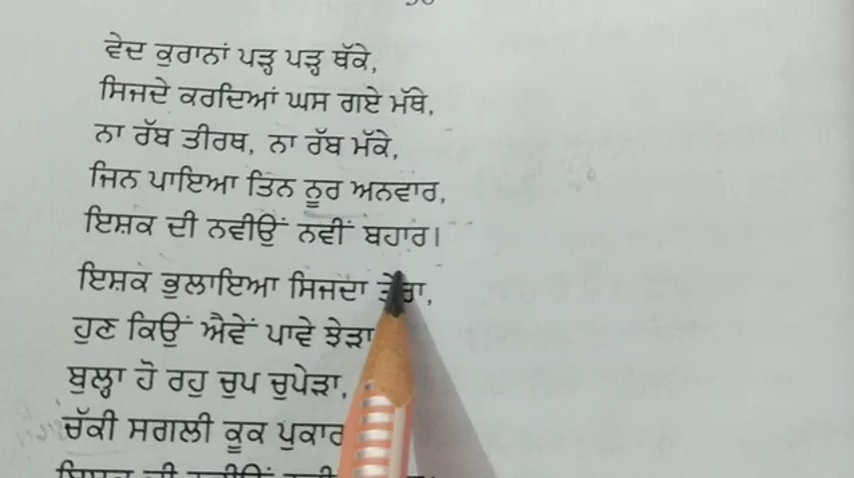 ਵੇਦ ਕੁਰਾਨਾਂ ਪੜ੍ਹ ਪੜ੍ਹ ਥੱਕੇ,
ਸਿਜਦੇ ਕਰਦਿਆਂ ਘਸ ਗਏ ਮੱਥੇ,
ਨਾ ਰੱਬ ਤੀਰਥ, ਨਾ ਰੱਬ ਮੱਕੇ,
ਜਿਨ ਪਾਇਆ ਤਿਨ ਨੂਰ ਅਨਵਾਰ,
ਇਸ਼ਕ ਦੀ ਨਵੀਓਂ ਨਵੀਂ ਬਹਾਰ।
ਇਸ਼ਕ ਭੁਲਾਇਆ ਸਿਜਦਾ ਤੇਰਾ,
ਹੁਣ ਕਿਉਂ ਐਵੇਂ ਪਾਵੇ ਝੇੜਾ
ਬੁਲ੍ਹਾ ਹੋ ਰਹੁ ਚੁਪ ਚੁਪੇੜਾ,
ਚੱਕੀ ਸਗਲੀ ਕੂਕ ਪੁਕਾਰ